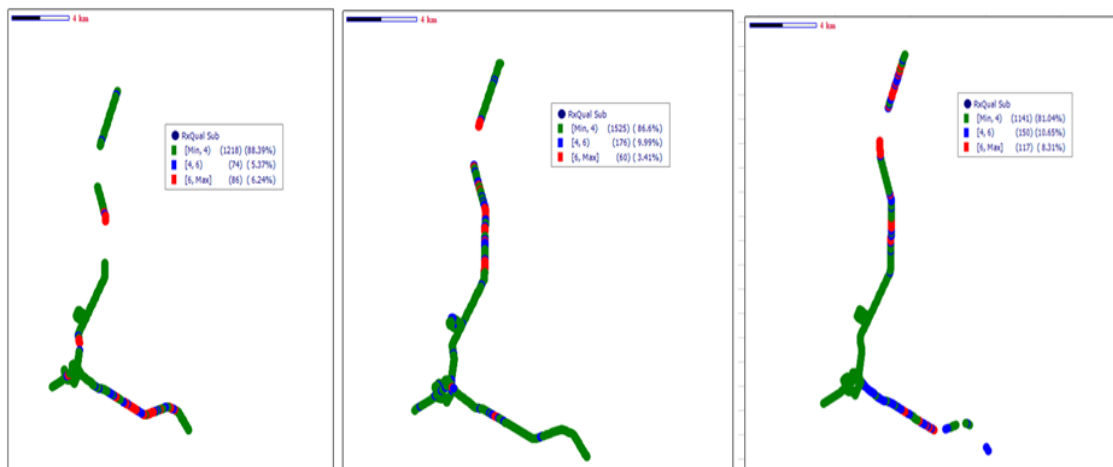 4 km
RxQual Sub
[Min, 4) (1218) (88.39%)
[4, 6) (74) ( 5.37%)
[6, Max] (86) ( 6.24%)
4 km
RxQual Sub
[Min, 4) (1525) ( 86.6%)
[4, 6) (176) ( 9.99%)
[6, Max] (60) ( 3.41%)
4 km
RxQual Sub
[Min, 4) (1141) (81.04%)
[4, 6) (150) (10.65%)
[6, Max] (117) ( 8.31%)